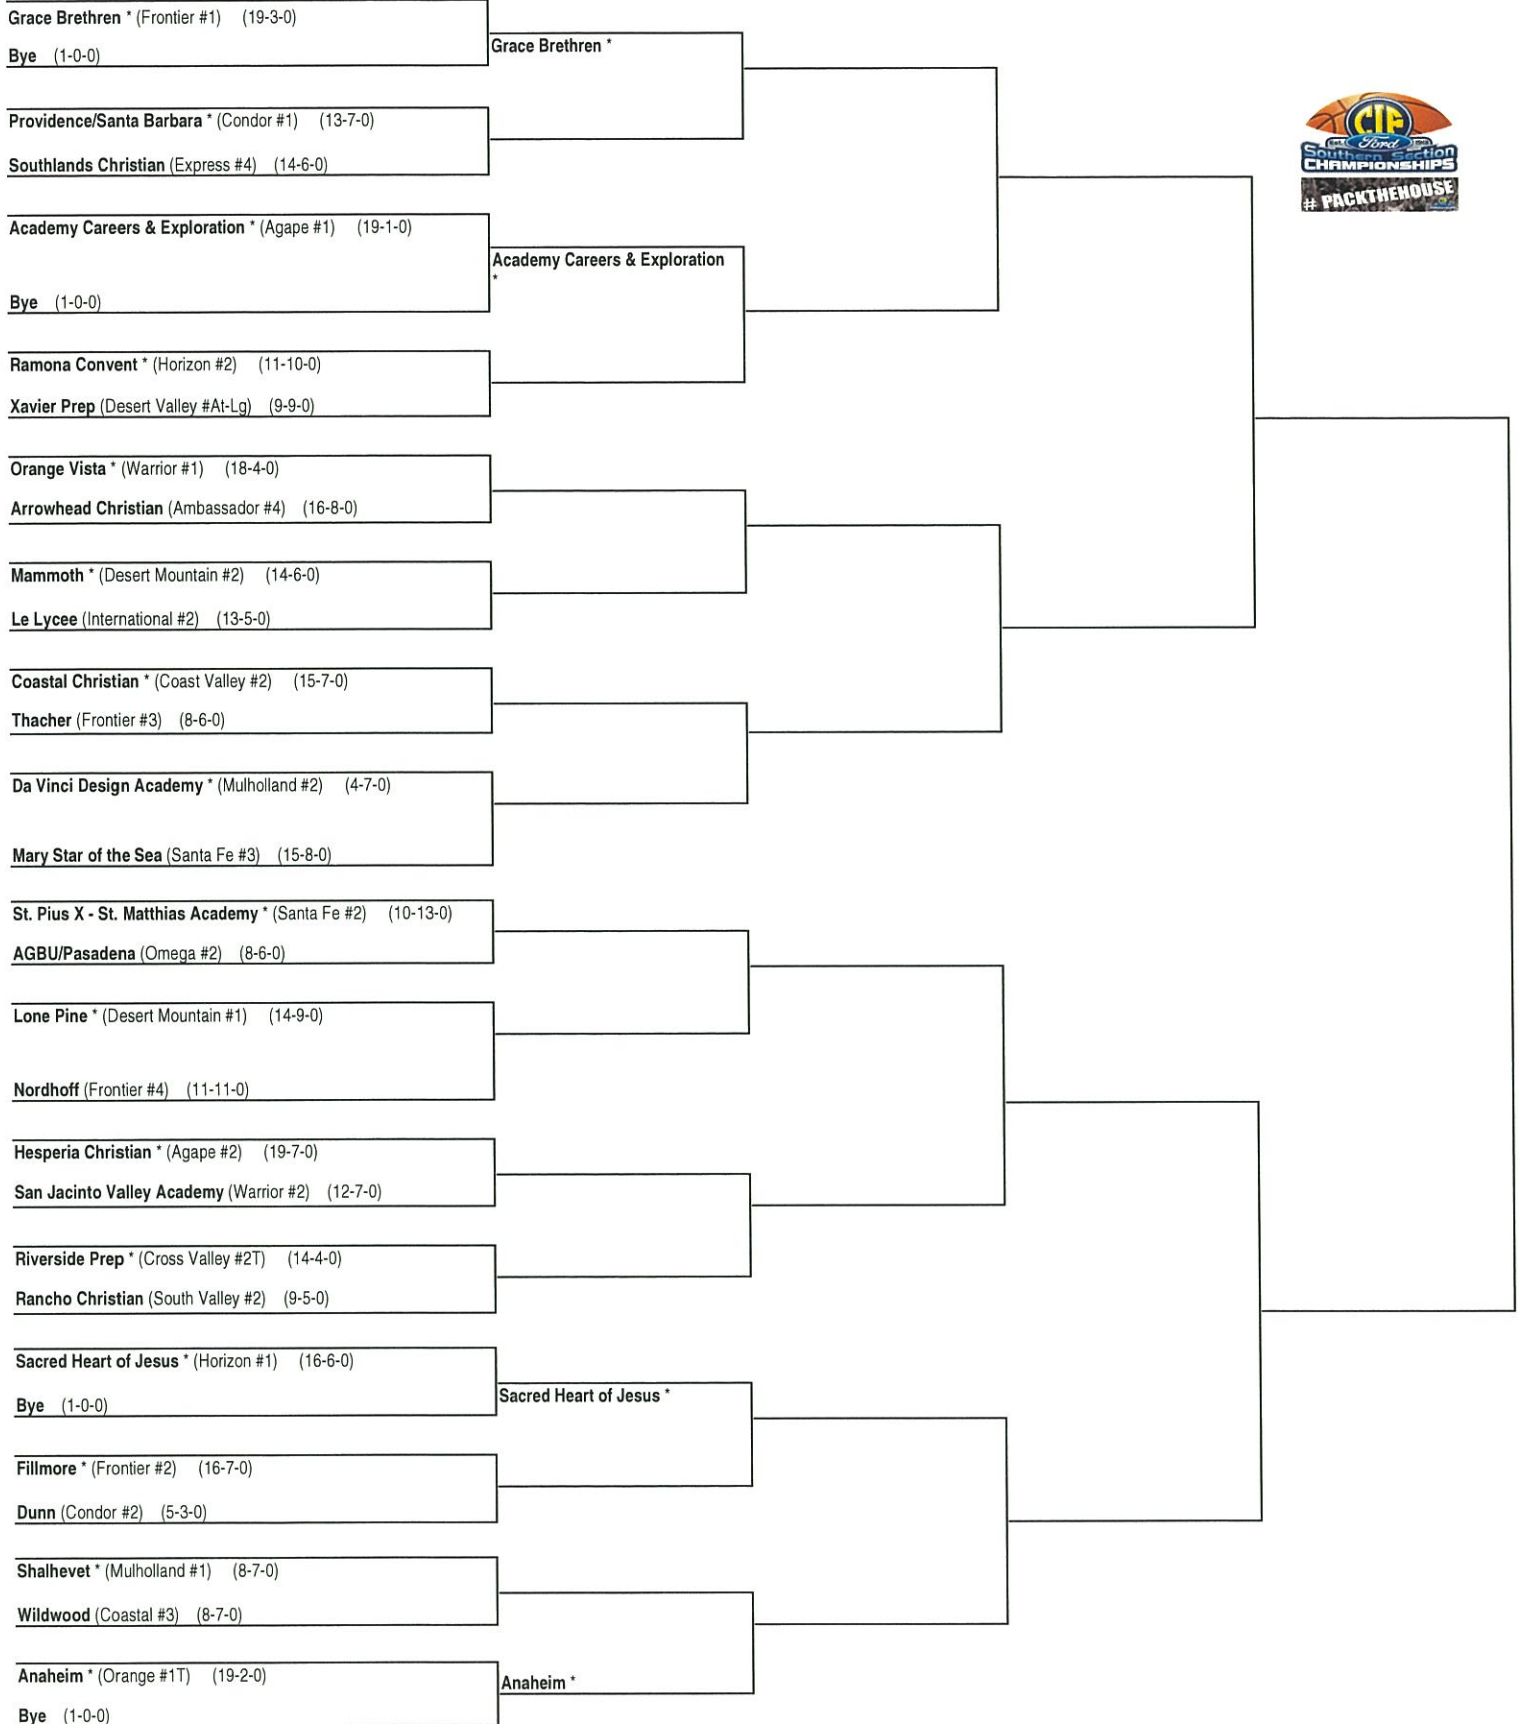 Grace Brethren * (Frontier #1) (19-3-0)
Bye (1-0-0)
Grace Brethren *
Providence/Santa Barbara * (Condor #1) (13-7-0)
Southlands Christian (Express #4) (14-6-0)
CIF
Est. Ford
Southern Section
CHAMPIONSHIPS
# PACKTHEHOUSE
Academy Careers & Exploration * (Agape #1) (19-1-0)
Bye (1-0-0)
Academy Careers & Exploration
*
Ramona Convent * (Horizon #2) (11-10-0)
Xavier Prep (Desert Valley #At-Lg) (9-9-0)
Orange Vista * (Warrior #1) (18-4-0)
Arrowhead Christian (Ambassador #4) (16-8-0)
Mammoth * (Desert Mountain #2) (14-6-0)
Le Lycee (International #2) (13-5-0)
Coastal Christian * (Coast Valley #2) (15-7-0)
Thacher (Frontier #3) (8-6-0)
Da Vinci Design Academy * (Mulholland #2) (4-7-0)
Mary Star of the Sea (Santa Fe #3) (15-8-0)
St. Pius X - St. Matthias Academy * (Santa Fe #2) (10-13-0)
AGBU/Pasadena (Omega #2) (8-6-0)
Lone Pine * (Desert Mountain #1) (14-9-0)
Nordhoff (Frontier #4) (11-11-0)
Hesperia Christian * (Agape #2) (19-7-0)
San Jacinto Valley Academy (Warrior #2) (12-7-0)
Riverside Prep * (Cross Valley #2T) (14-4-0)
Rancho Christian (South Valley #2) (9-5-0)
Sacred Heart of Jesus * (Horizon #1) (16-6-0)
Bye (1-0-0)
Sacred Heart of Jesus *
Fillmore * (Frontier #2) (16-7-0)
Dunn (Condor #2) (5-3-0)
Shalhevet * (Mulholland #1) (8-7-0)
Wildwood (Coastal #3) (8-7-0)
Anaheim * (Orange #1T) (19-2-0)
Bye (1-0-0)
Anaheim *